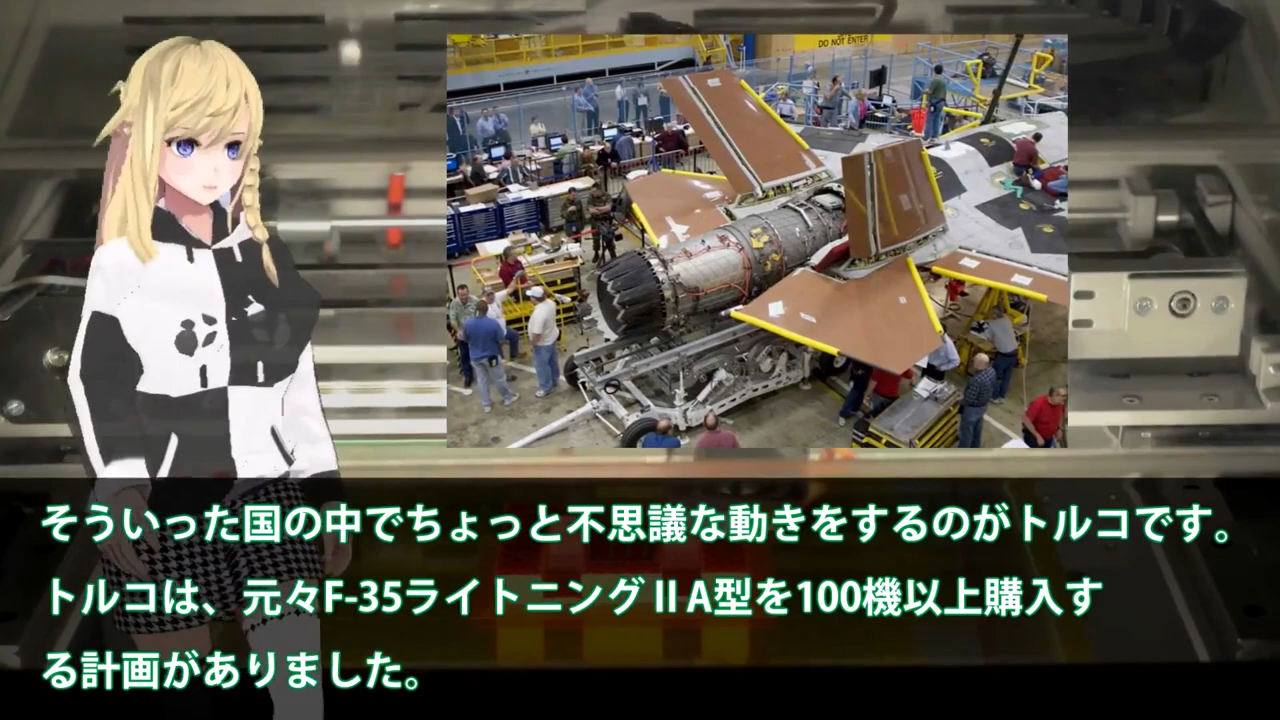 DO NOT ENTER
そういった国の中でちょっと不思議な動きをするのがトルコです。
トルコは、元々F-35ライトニングⅡA型を100機以上購入す
る計画がありました。